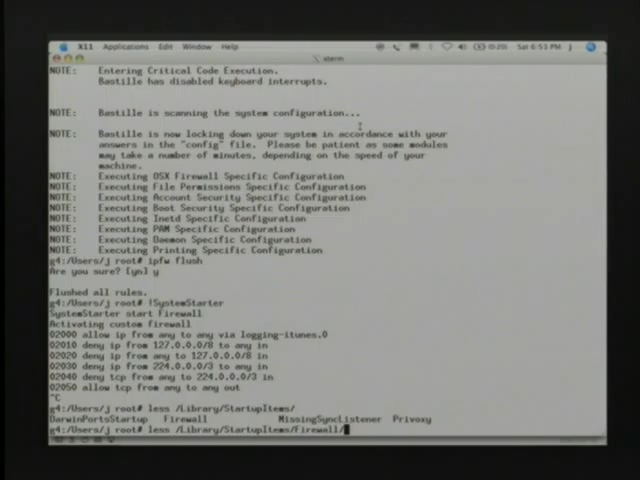 X11 Applications Edit Window Help Sat 6:53 PM j
xterm
NOTE: Entering Critical Code Execution.
Bastille has disabled keyboard interrupts.
NOTE: Bastille is scanning the system configuration...
NOTE: Bastille is now locking down your system in accordance with your
answers in the "config" file. Please be patient as some modules
may take a number of minutes, depending on the speed of your
machine.
NOTE: Executing OSX Firewall Specific Configuration
NOTE: Executing File Permissions Specific Configuration
NOTE: Executing Account Security Specific Configuration
NOTE: Executing Boot Security Specific Configuration
NOTE: Executing Inetd Specific Configuration
NOTE: Executing PAM Specific Configuration
NOTE: Executing Daemon Specific Configuration
NOTE: Executing Printing Specific Configuration
g4:/Users/j root# ipfw flush
Are you sure? [yn] y
Flushed all rules.
g4:/Users/j root# !SystemStarter
SystemStarter start Firewall
Activating custom firewall
02000 allow ip from any to any via logging-itunes.0
02010 deny ip from 127.0.0.0/8 to any in
02020 deny ip from any to 127.0.0.0/8 in
02030 deny ip from 224.0.0.0/3 to any in
02040 deny tcp from any to 224.0.0.0/3 in
02050 allow tcp from any to any out
^C
g4:/Users/j root# less /Library/StartupItems/
DarwinPortsStartup Firewall MissingSyncListener Privoxy
g4:/Users/j root# less /Library/StartupItems/Firewall/